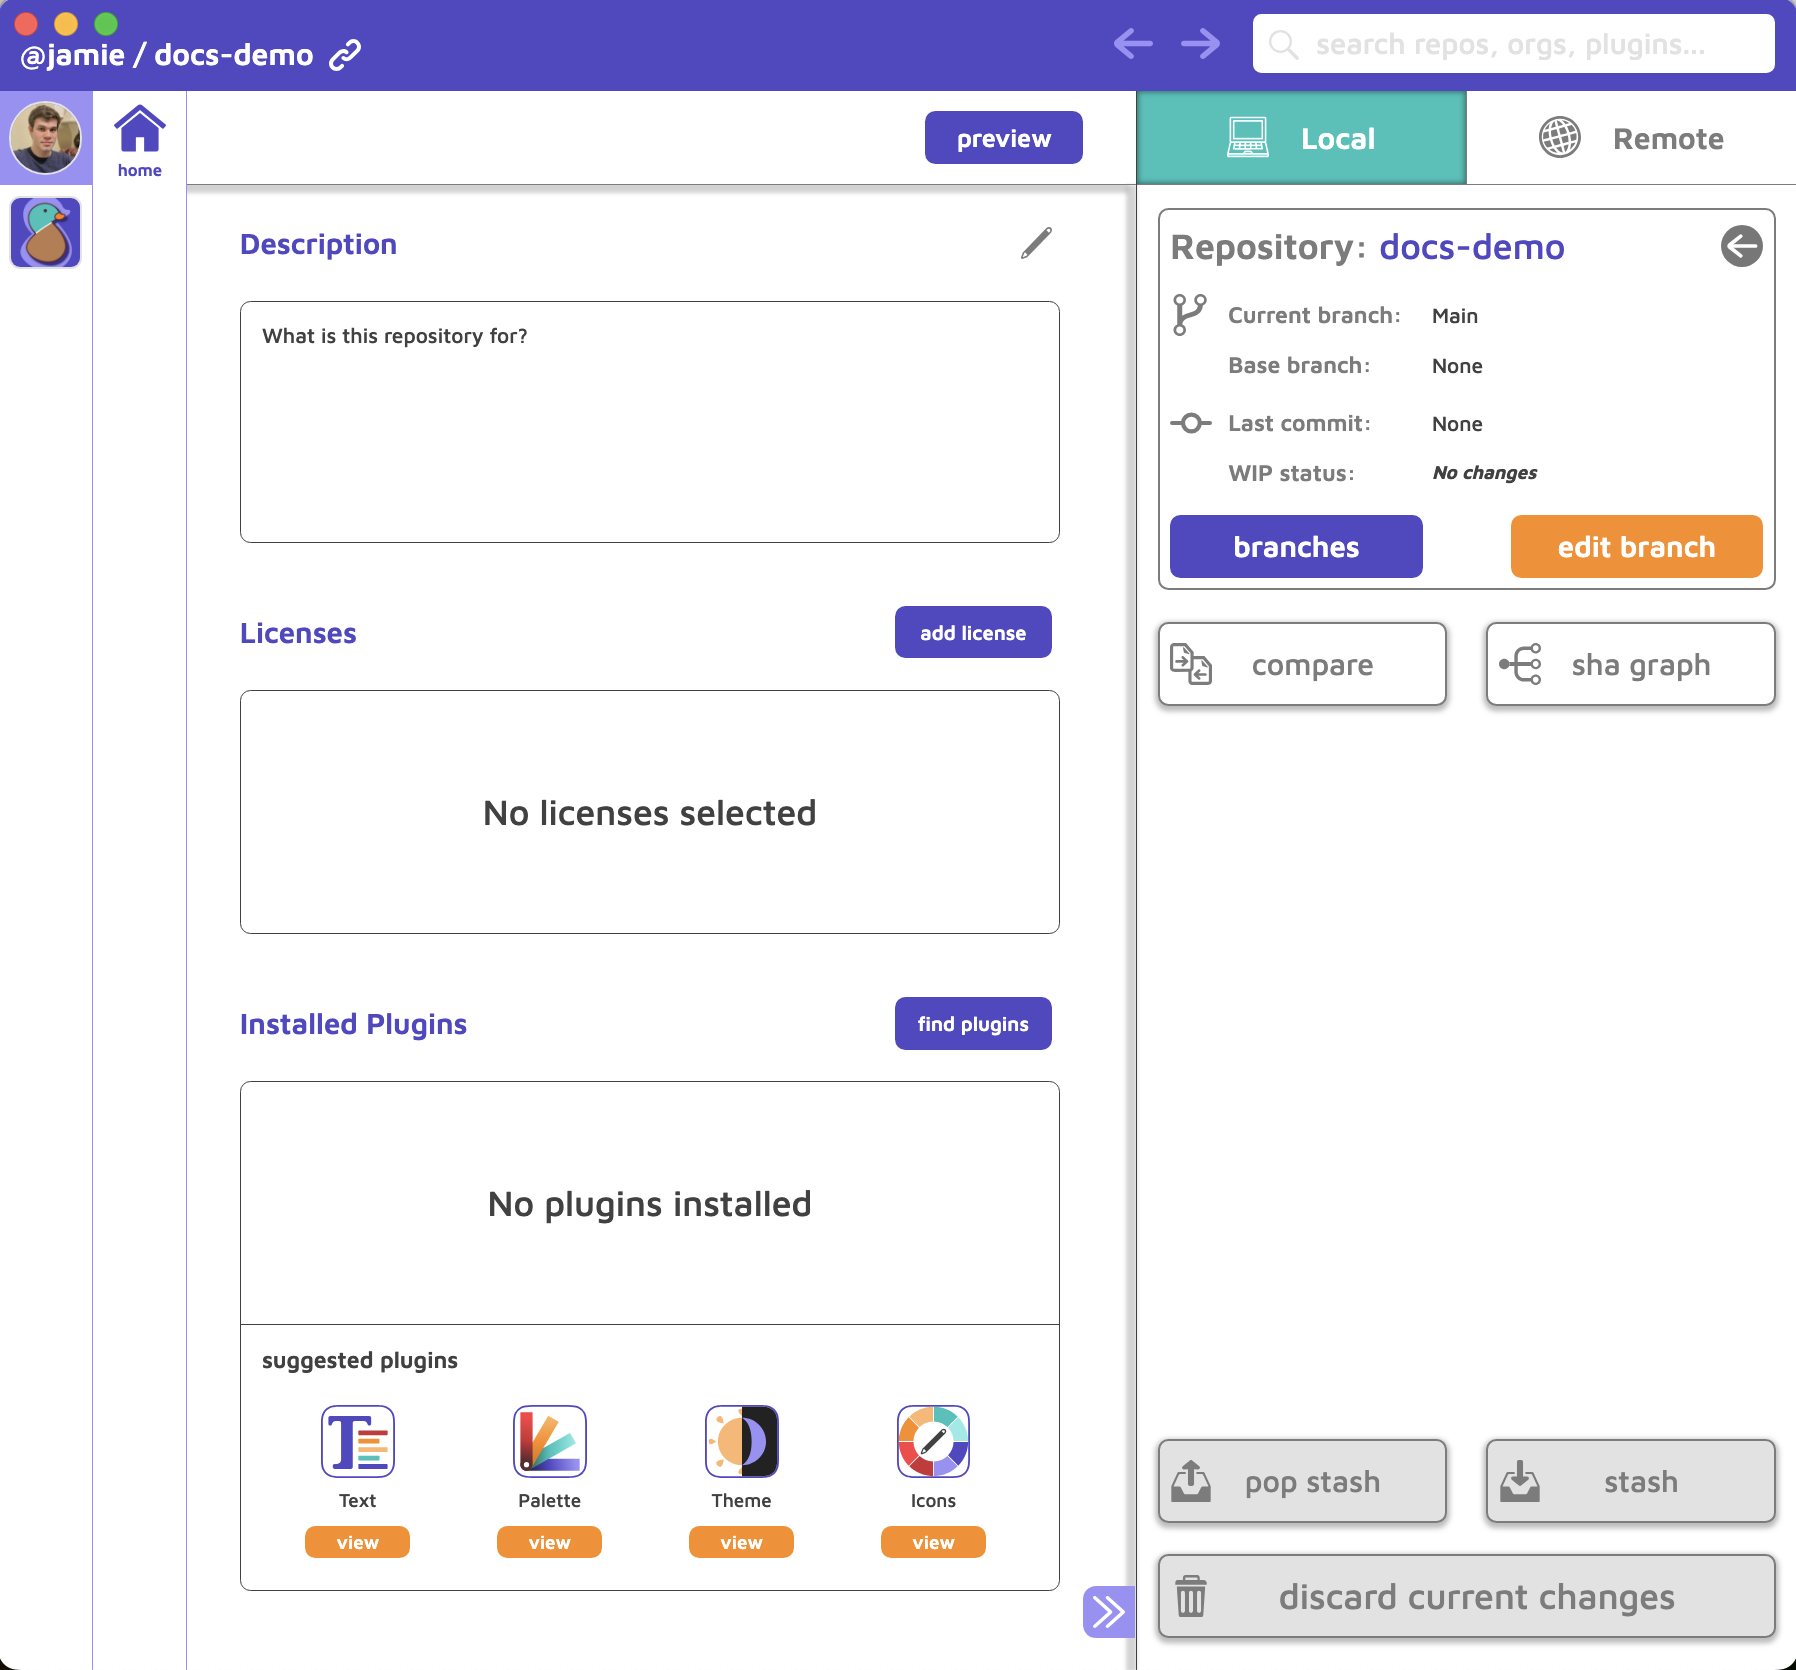 @jamie / docs-demo
search repos, orgs, plugins...
home
preview
Local
Remote
Description
What is this repository for?
Licenses
add license
No licenses selected
Installed Plugins
find plugins
No plugins installed
suggested plugins
Text
Palette
Theme
Icons
view
view
view
view
Repository: docs-demo
Current branch: Main
Base branch: None
Last commit: None
WIP status: No changes
branches
edit branch
compare
sha graph
pop stash
stash
discard current changes